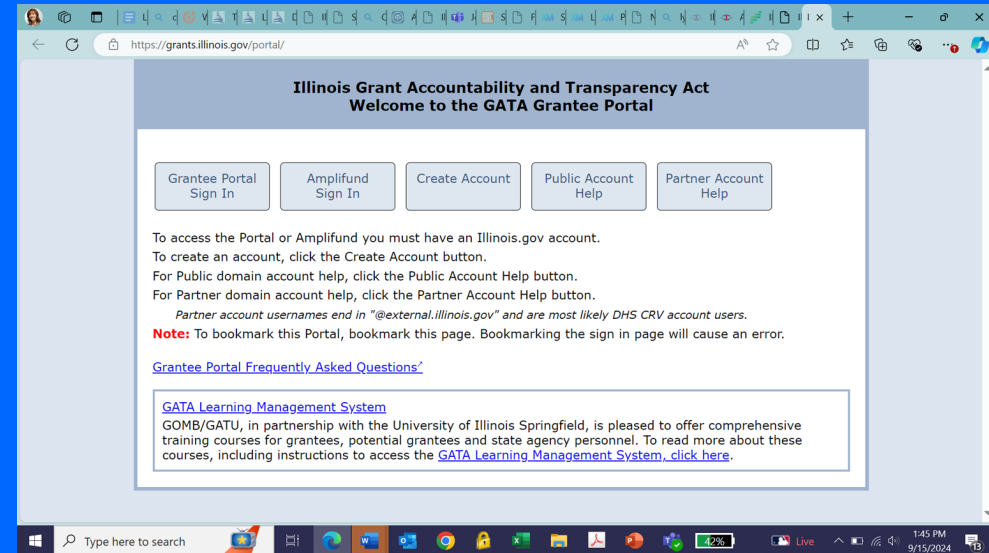 https://grants.illinois.gov/portal/
Illinois Grant Accountability and Transparency Act
Welcome to the GATA Grantee Portal
Grantee Portal
Sign In
Amplifund
Sign In
Create Account
Public Account
Help
Partner Account
Help
To access the Portal or Amplifund you must have an Illinois.gov account.
To create an account, click the Create Account button.
For Public domain account help, click the Public Account Help button.
For Partner domain account help, click the Partner Account Help button.
Partner account usernames end in "@external.illinois.gov" and are most likely DHS CRV account users.
Note: To bookmark this Portal, bookmark this page. Bookmarking the sign in page will cause an error.
Grantee Portal Frequently Asked Questions
GATA Learning Management System
GOMB/GATU, in partnership with the University of Illinois Springfield, is pleased to offer comprehensive
training courses for grantees, potential grantees and state agency personnel. To read more about these
courses, including instructions to access the GATA Learning Management System, click here.
Type here to search
42%
Live
1:45 PM
9/15/2024